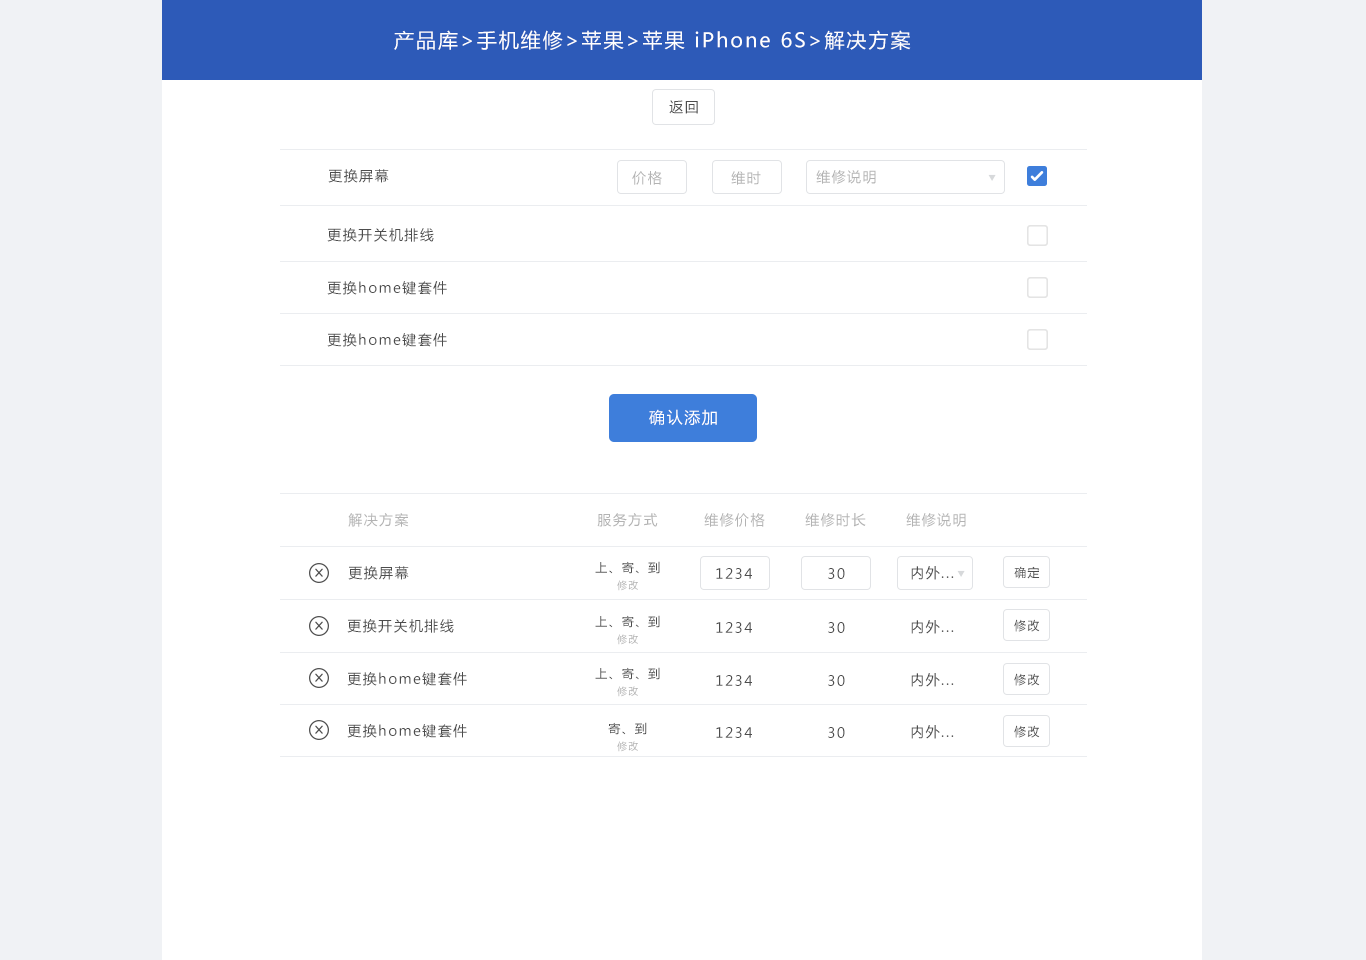 产品库>手机维修>苹果>苹果 iPhone 6S>解决方案
返回
更换屏幕 价格 维时 维修说明
更换开关机排线
更换home键套件
更换home键套件
确认添加
解决方案 服务方式 维修价格 维修时长 维修说明
更换屏幕 上、寄、到 1234 30 内外... 确定
修改
更换开关机排线 上、寄、到 1234 30 内外... 修改
修改
更换home键套件 上、寄、到 1234 30 内外... 修改
修改
更换home键套件 寄、到 1234 30 内外... 修改
修改